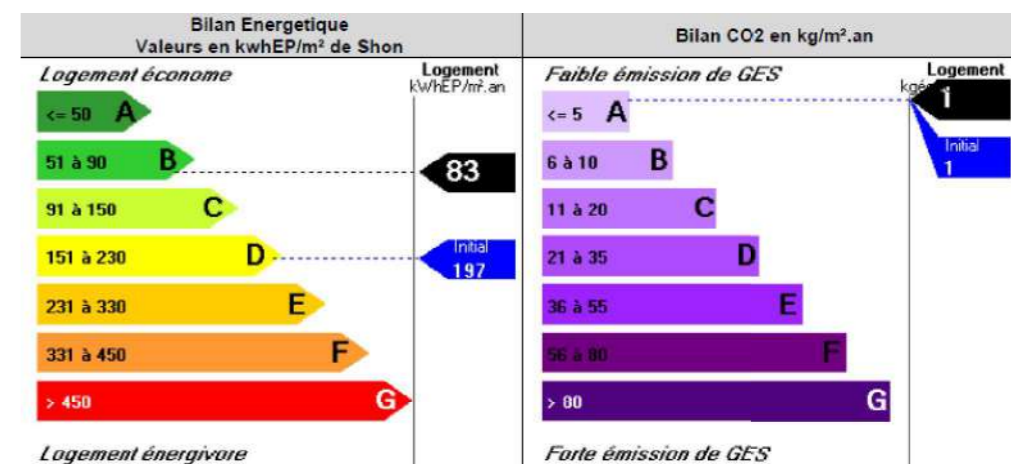 Bilan Energetique
Valeurs en kwhEP/m² de Shon
Logement économe
Logement
kWhEP/m².an
<= 50 A
51 à 90 B
83
91 à 150 C
151 à 230 D
Initial
197
231 à 330 E
331 à 450 F
> 450 G
Logement énergivore
Bilan CO2 en kg/m².an
Faible émission de GES
Logement
1
<= 5 A
Initial
1
6 à 10 B
11 à 20 C
21 à 35 D
36 à 55 E
56 à 80 F
> 80 G
Forte émission de GES